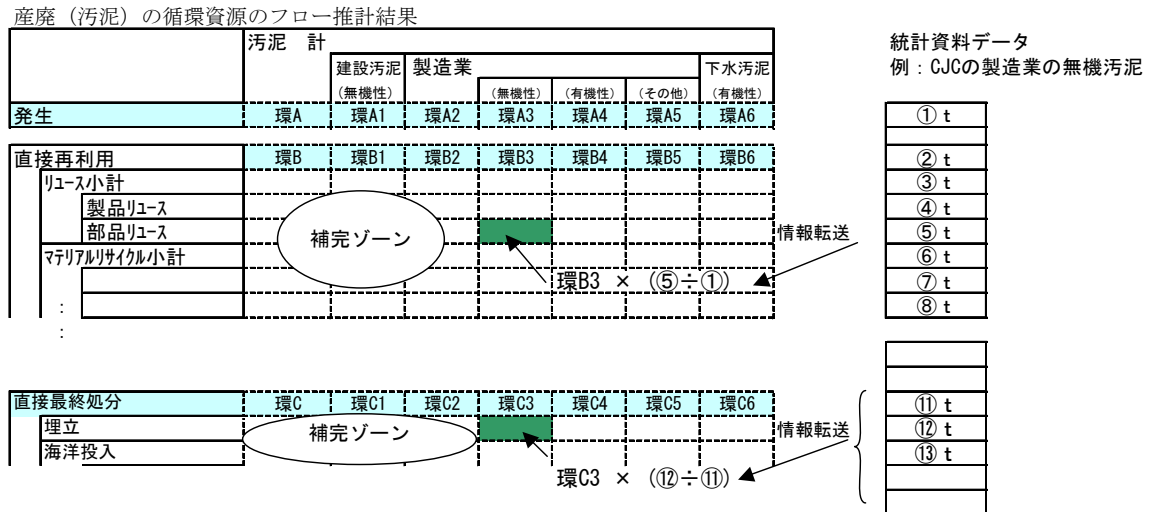 産廃（汚泥）の循環資源のフロー推計結果
汚泥　計
統計資料データ
建設汚泥 製造業 下水汚泥
例：CJCの製造業の無機汚泥
（無機性） （無機性） （有機性） （その他） （有機性）
発生 環A 環A1 環A2 環A3 環A4 環A5 環A6 ① t
直接再利用 環B 環B1 環B2 環B3 環B4 環B5 環B6 ② t
リユース小計 ③ t
製品リユース ④ t
部品リユース 補完ゾーン 情報転送 ⑤ t
マテリアルリサイクル小計 ⑥ t
環B3 × （⑤÷①） ⑦ t
： ⑧ t
：
直接最終処分 環C 環C1 環C2 環C3 環C4 環C5 環C6 ⑪ t
埋立 補完ゾーン 情報転送 ⑫ t
海洋投入 ⑬ t
環C3 × （⑫÷⑪）